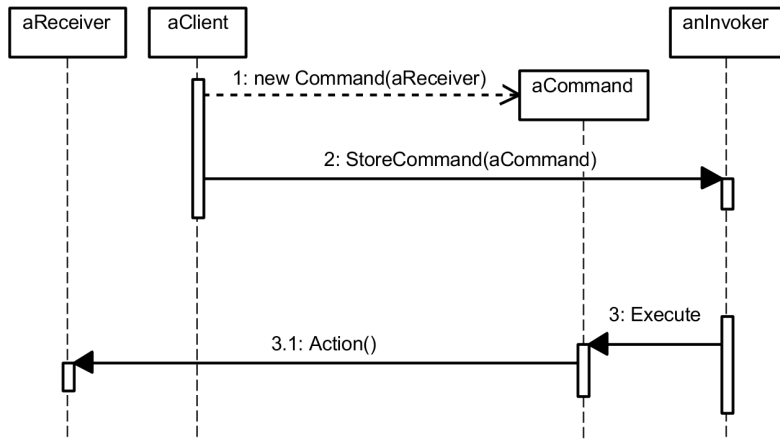 aReceiver
aClient
anInvoker
1: new Command(aReceiver)
aCommand
2: StoreCommand(aCommand)
3: Execute
3.1: Action()